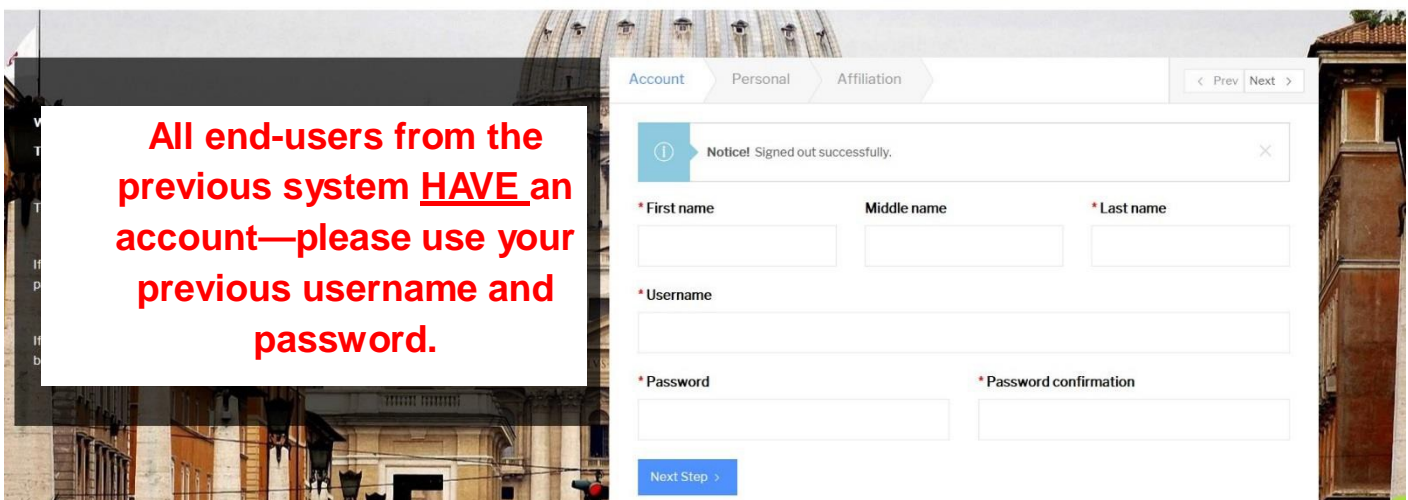 Account Personal Affiliation < Prev Next >
All end-users from the
previous system HAVE an
account—please use your
previous username and
password.
Notice! Signed out successfully.
* First name Middle name * Last name
* Username
* Password * Password confirmation
Next Step >